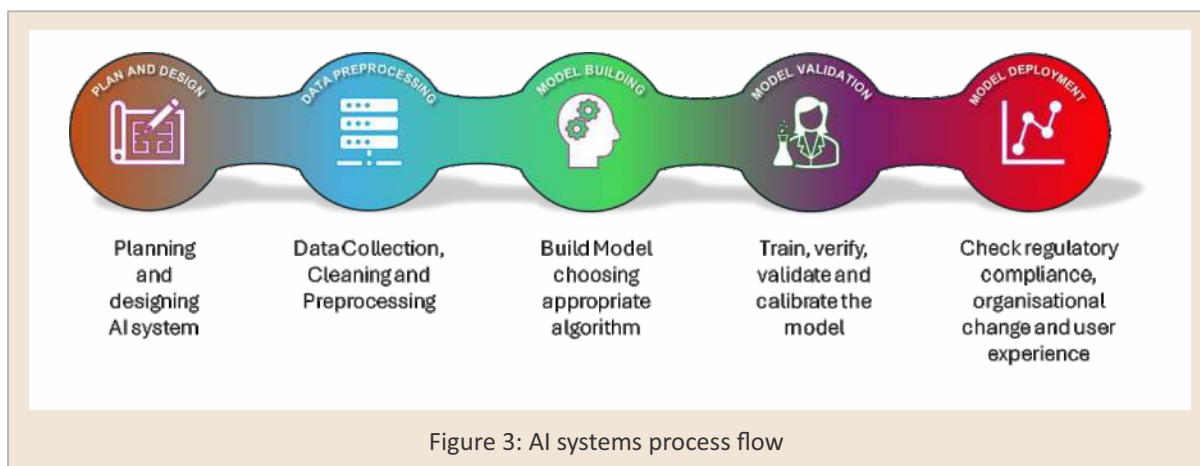 PLAN AND DESIGN
DATA PREPROCESSING
MODEL BUILDING
MODEL VALIDATION
MODEL DEPLOYMENT
Planning
and
designing
AI system
Data Collection,
Cleaning and
Preprocessing
Build Model
choosing
appropriate
algorithm
Train, verify,
validate and
calibrate the
model
Check regulatory
compliance,
organisational
change and user
experience
Figure 3: AI systems process flow